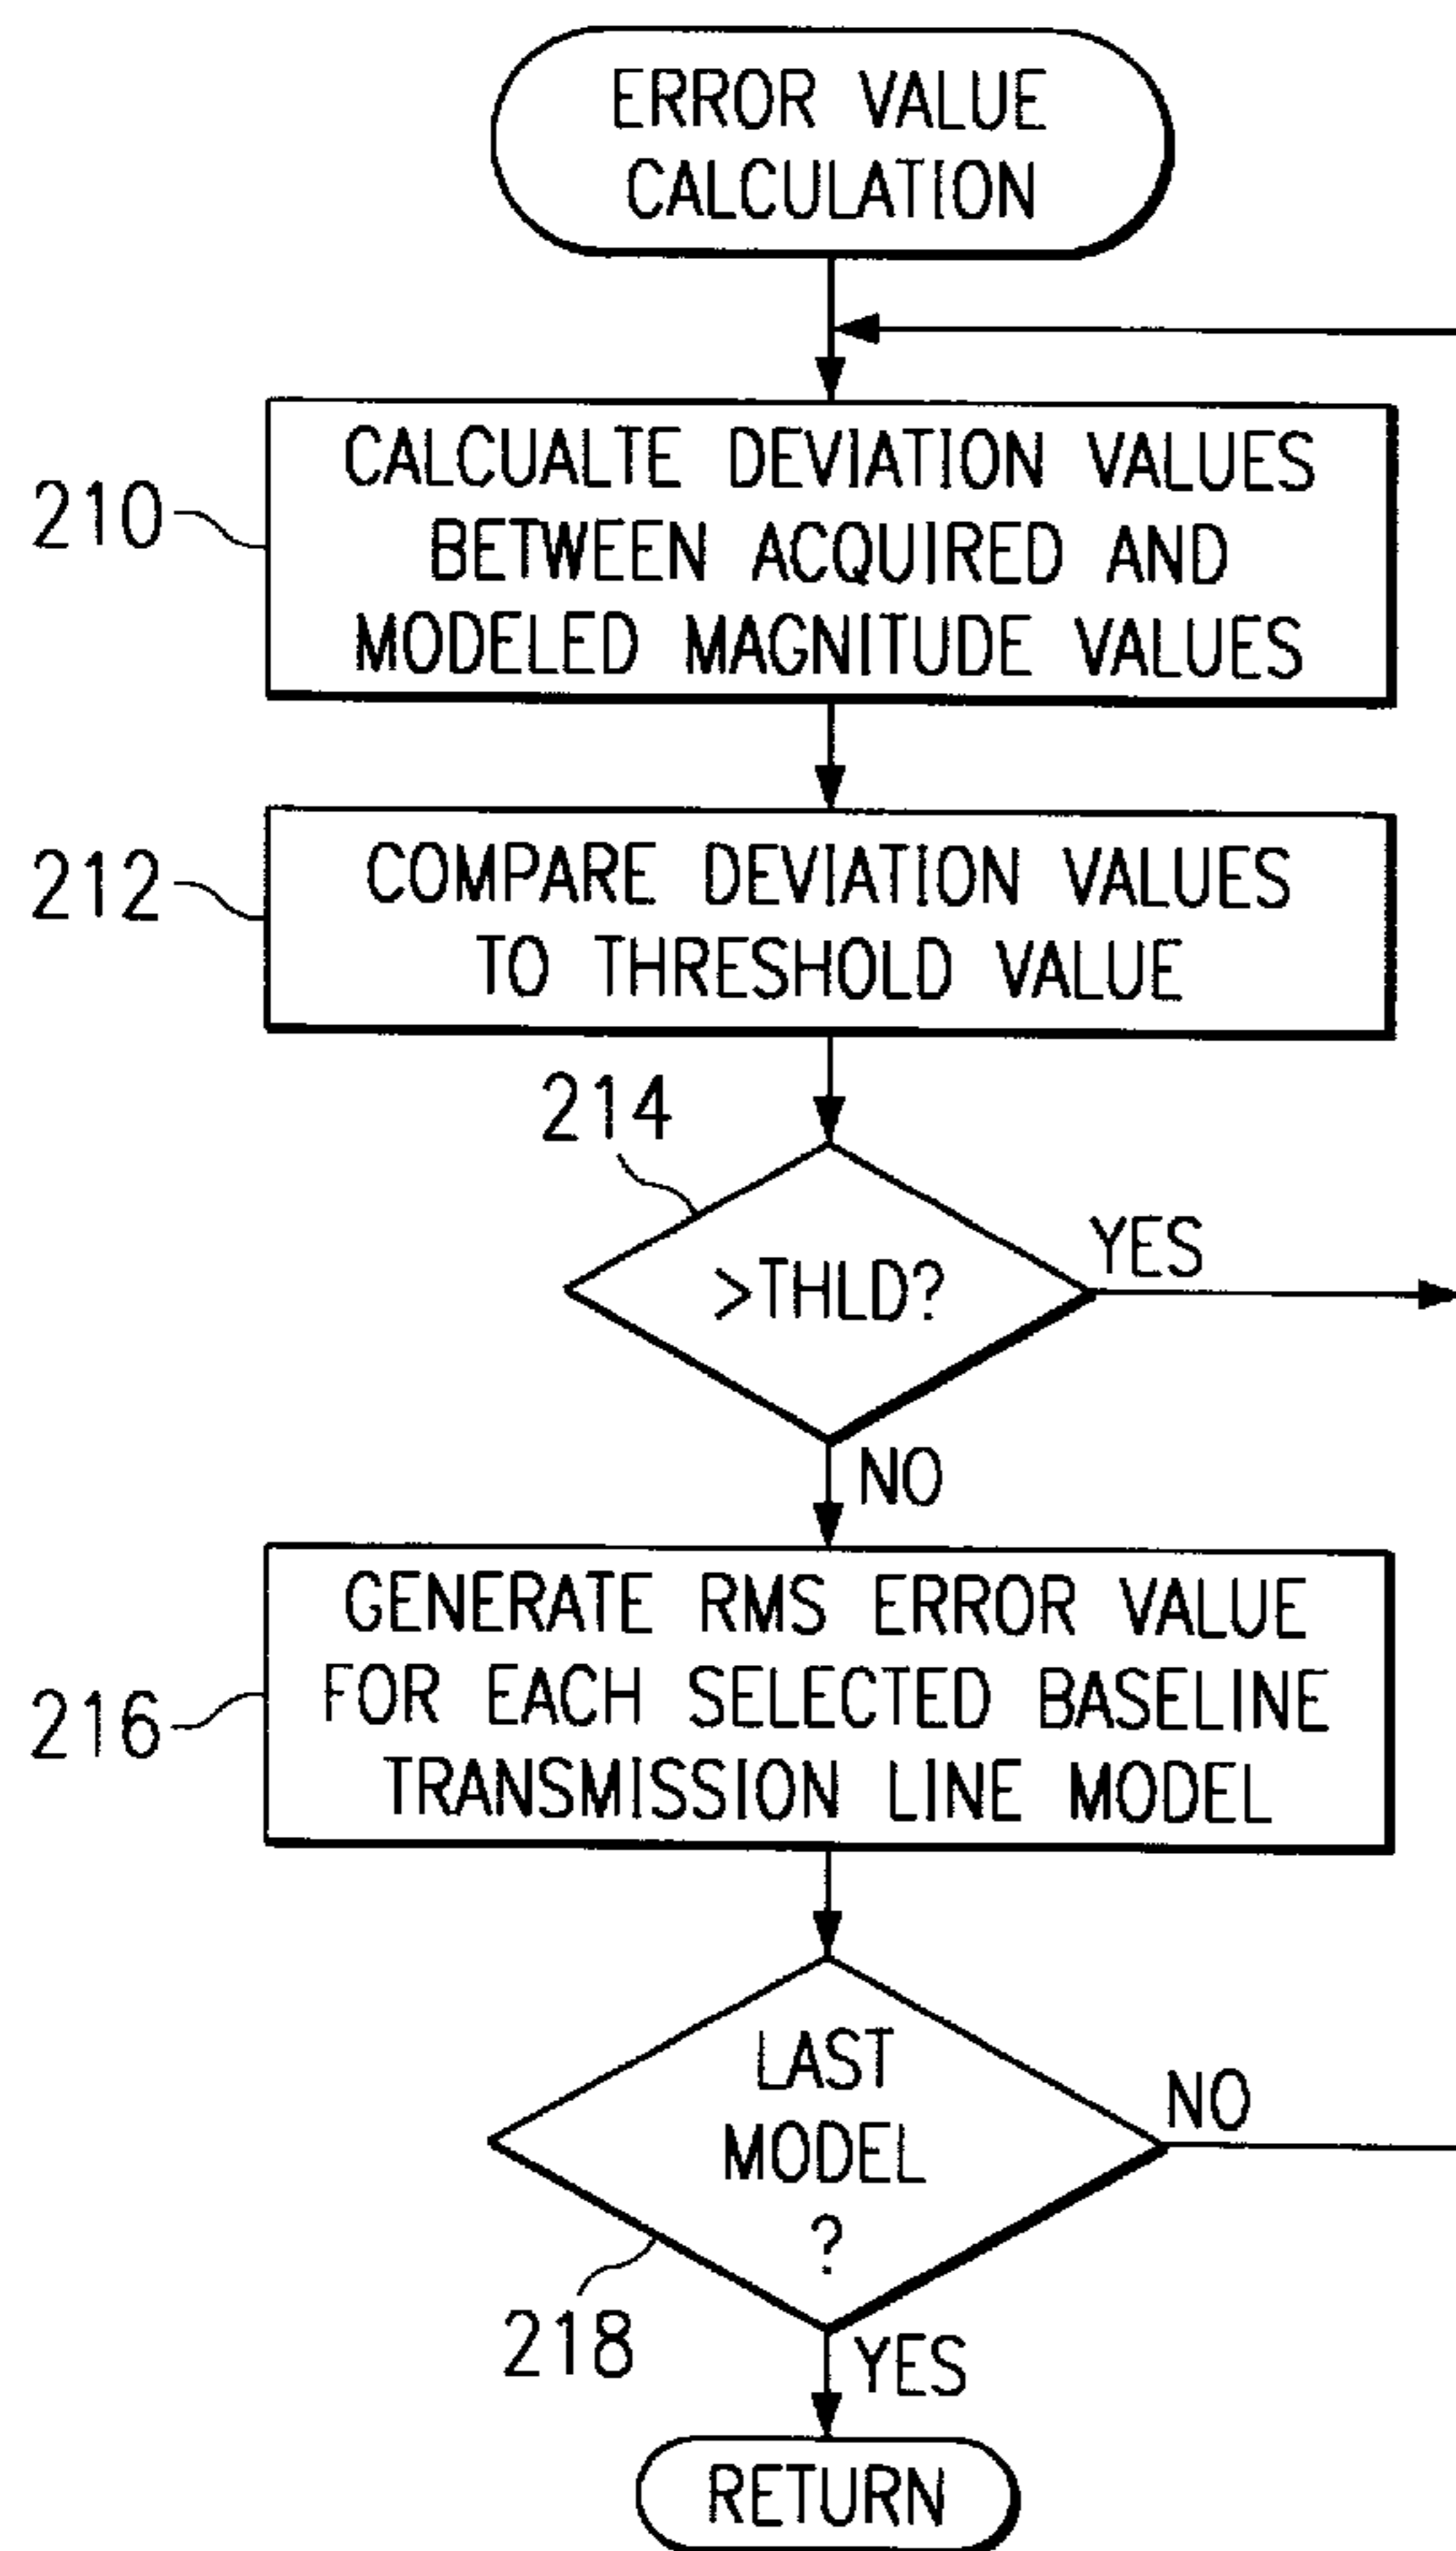 ERROR VALUE
CALCULATION
210
CALCUALTE DEVIATION VALUES
BETWEEN ACQUIRED AND
MODELED MAGNITUDE VALUES
212
COMPARE DEVIATION VALUES
TO THRESHOLD VALUE
214
>THLD?
YES
NO
216
GENERATE RMS ERROR VALUE
FOR EACH SELECTED BASELINE
TRANSMISSION LINE MODEL
LAST
MODEL
?
NO
218
YES
RETURN